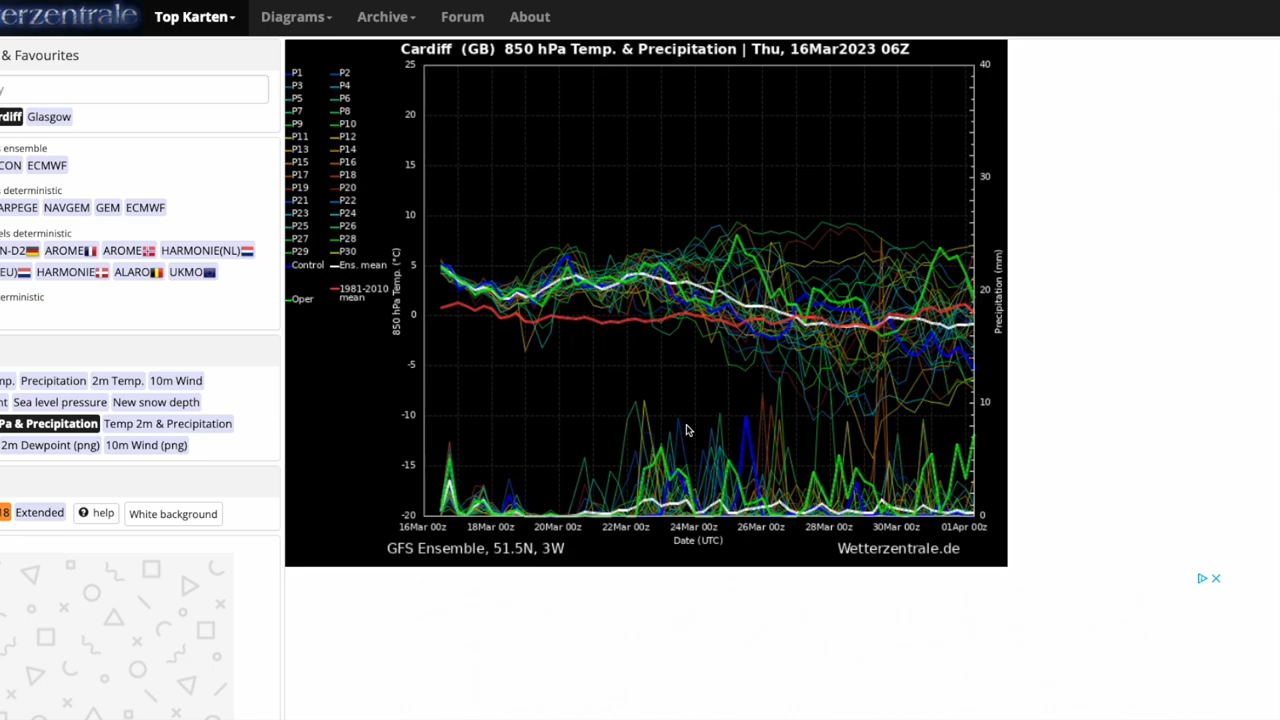 terzentrale Top Karten Diagrams Archive Forum About
& Favourites
y
rdiff Glasgow
s ensemble
CON ECMWF
s deterministic
ARPEGE NAVGEM GEM ECMWF
els deterministic
N-D2 AROME AROME HARMONIE(NL)
EU) HARMONIE ALARO UKMO
erministic
mp. Precipitation 2m Temp. 10m Wind
nt Sea level pressure New snow depth
Pa & Precipitation Temp 2m & Precipitation
2m Dewpoint (png) 10m Wind (png)
18 Extended help White background
Cardiff (GB) 850 hPa Temp. & Precipitation | Thu, 16Mar2023 06Z
P1 P2
P3 P4
P5 P6
P7 P8
P9 P10
P11 P12
P13 P14
P15 P16
P17 P18
P19 P20
P21 P22
P23 P24
P25 P26
P27 P28
P29 P30
Control Ens. mean
Oper 1981-2010
mean
850 hPa Temp. (°C)
25
20
15
10
5
0
-5
-10
-15
-20
40
30
20
10
0
Precipitation (mm)
16Mar 00z 18Mar 00z 20Mar 00z 22Mar 00z 24Mar 00z 26Mar 00z 28Mar 00z 30Mar 00z 01Apr 00z
Date (UTC)
GFS Ensemble, 51.5N, 3W Wetterzentrale.de